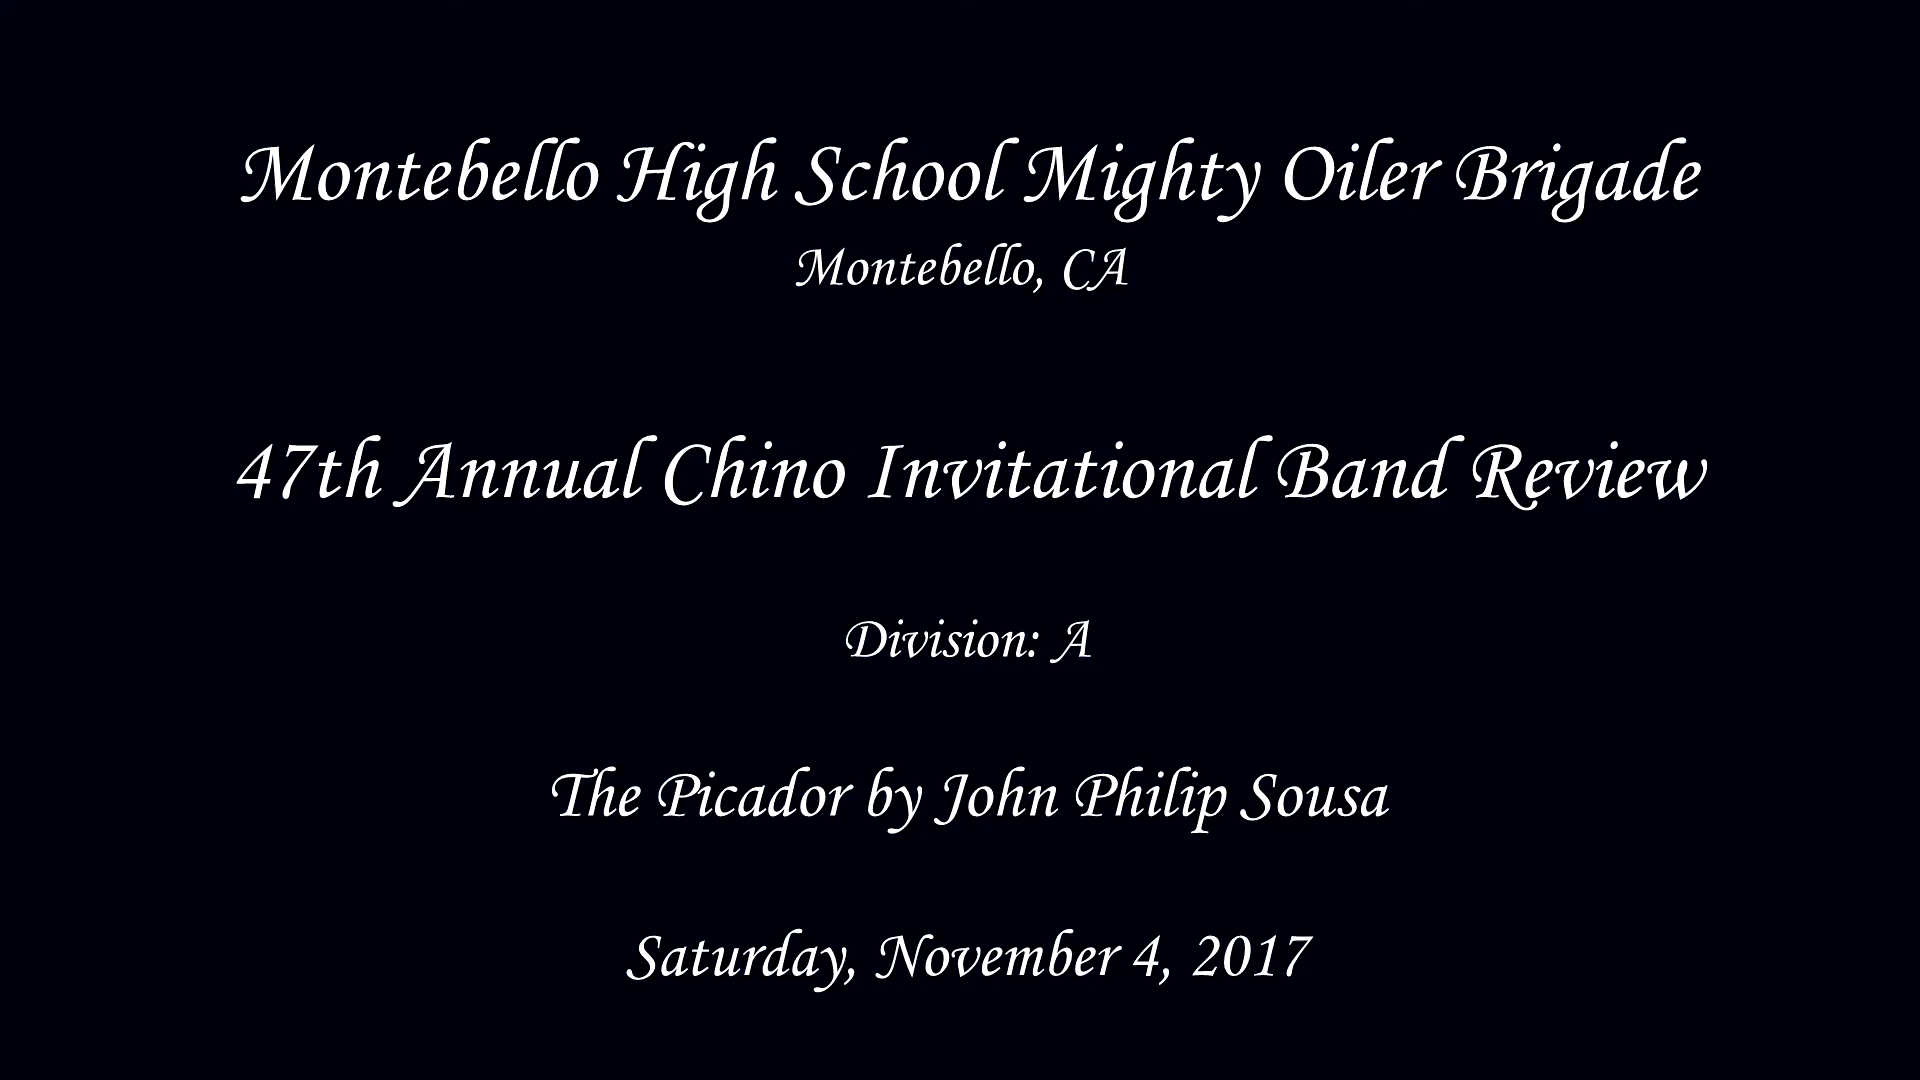 Montebello High School Mighty Oiler Brigade
Montebello, CA
47th Annual Chino Invitational Band Review
Division: A
The Picador by John Philip Sousa
Saturday, November 4, 2017